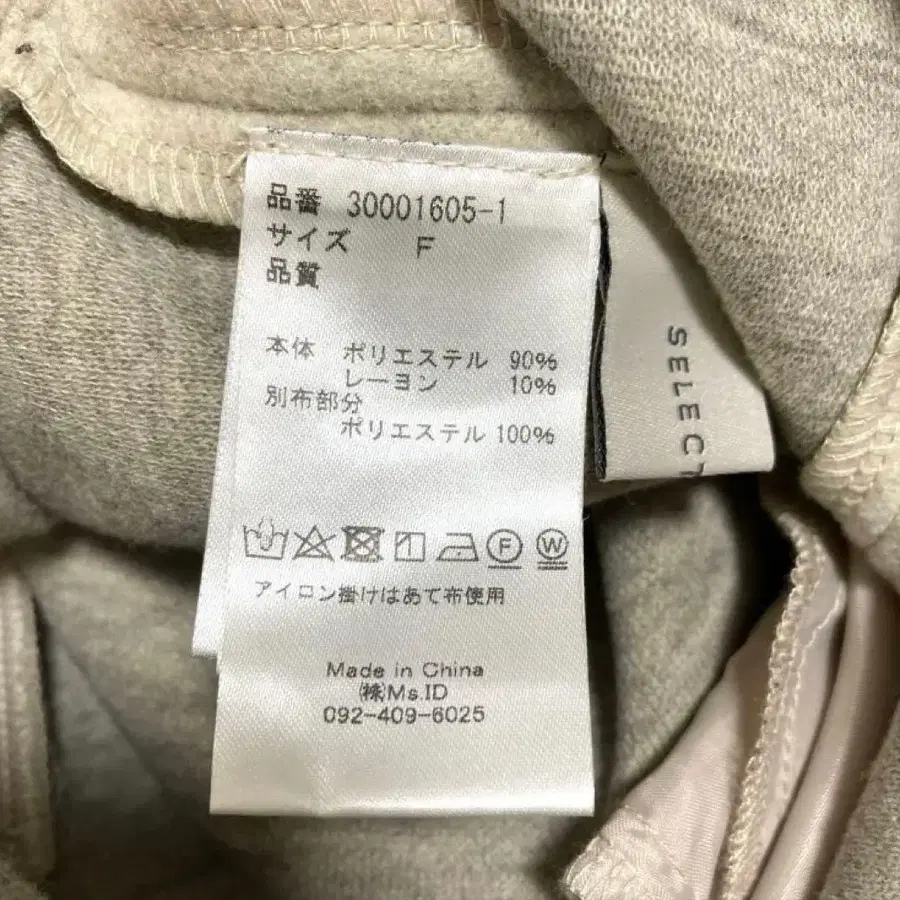 品番 30001605-1
サイズ F
品質
本体 ポリエステル 90%
レーヨン 10%
別布部分
ポリエステル 100%
F W
アイロン掛けはあて布使用
Made in China
㈱Ms.ID
092-409-6025
SELECT